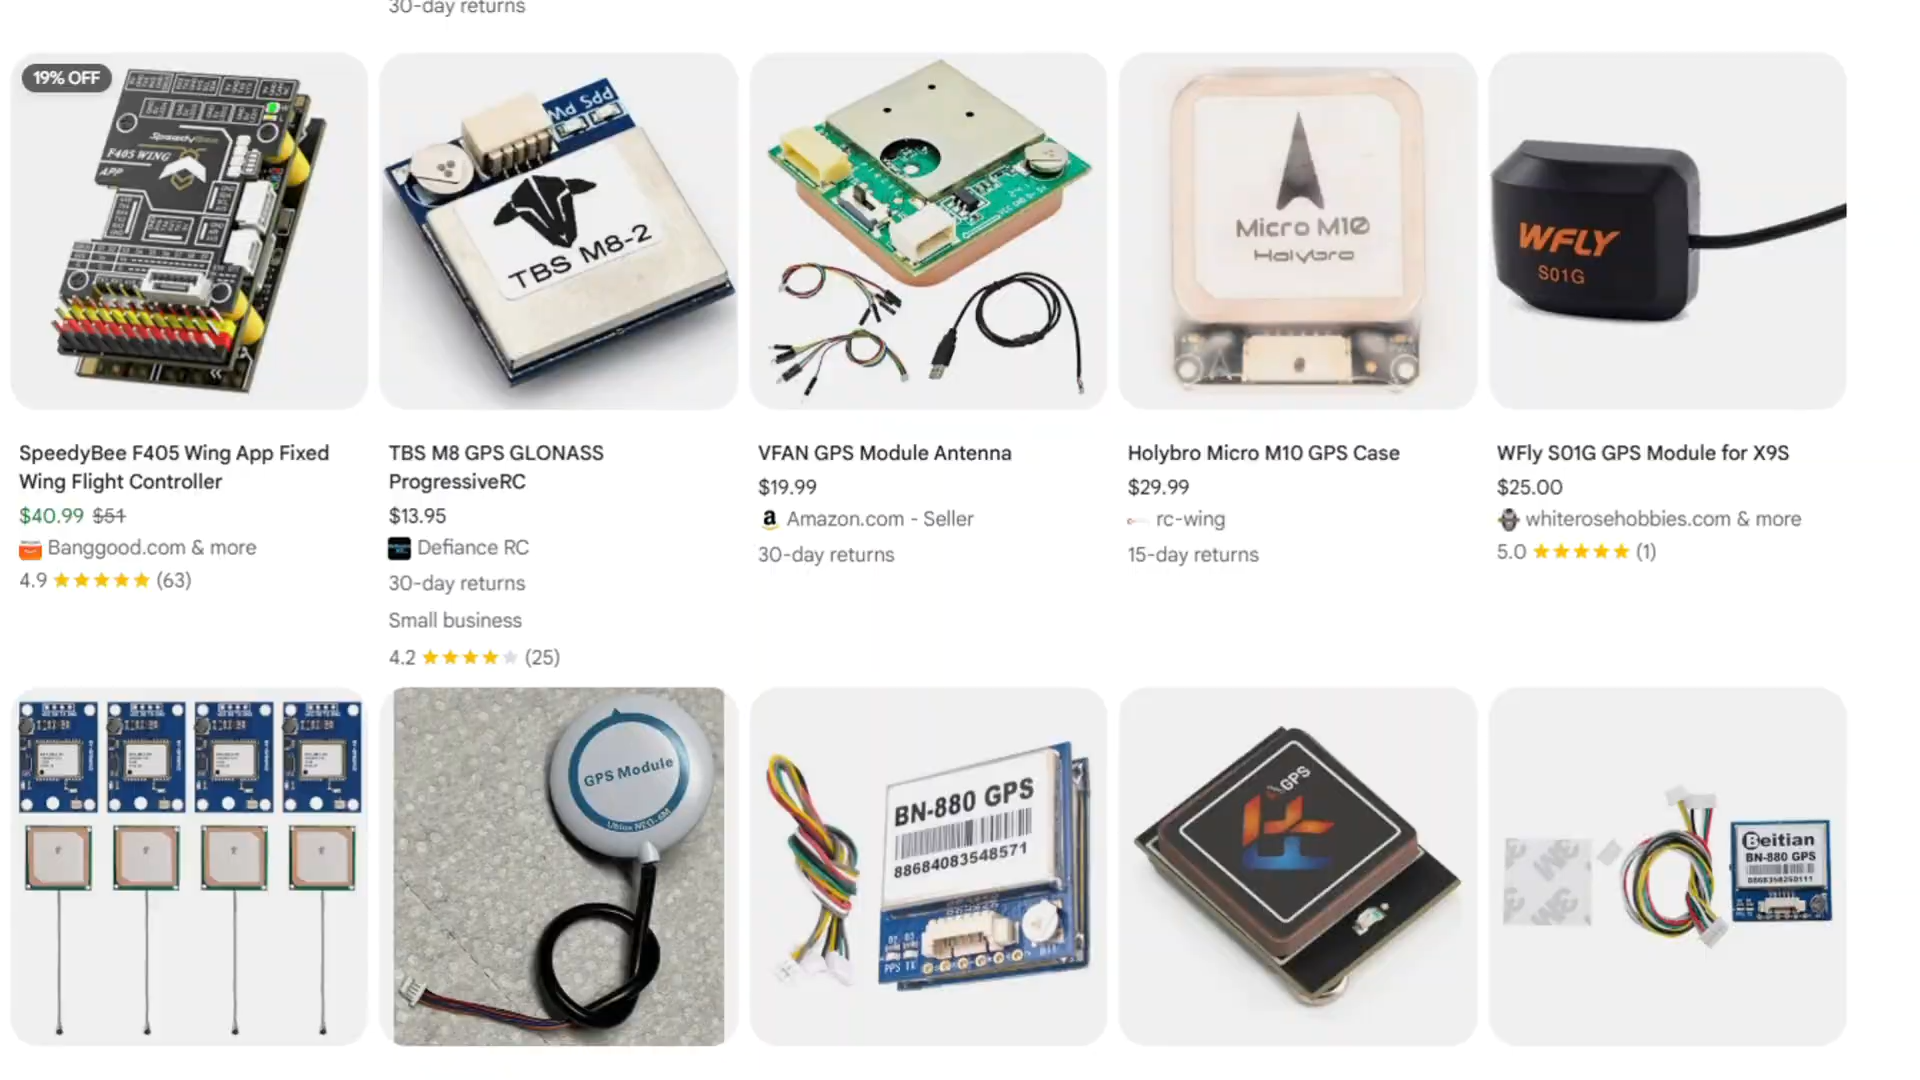 30-day returns
19% OFF
SpeedyBee
F405 WING
APP
PPS
TBS M8-2
Micro M10
Holybro
WFLY
S01G
SpeedyBee F405 Wing App Fixed
Wing Flight Controller
$40.99 $51
Banggood.com & more
4.9 (63)
TBS M8 GPS GLONASS
ProgressiveRC
$13.95
Defiance RC
30-day returns
Small business
4.2 (25)
VFAN GPS Module Antenna
$19.99
Amazon.com - Seller
30-day returns
Holybro Micro M10 GPS Case
$29.99
rc-wing
15-day returns
WFly S01G GPS Module for X9S
$25.00
whiterosehobbies.com & more
5.0 (1)
GPS Module
BN-880 GPS
88684083548571
PPS TX
GPS
3M
Beitian
BN-880 GPS